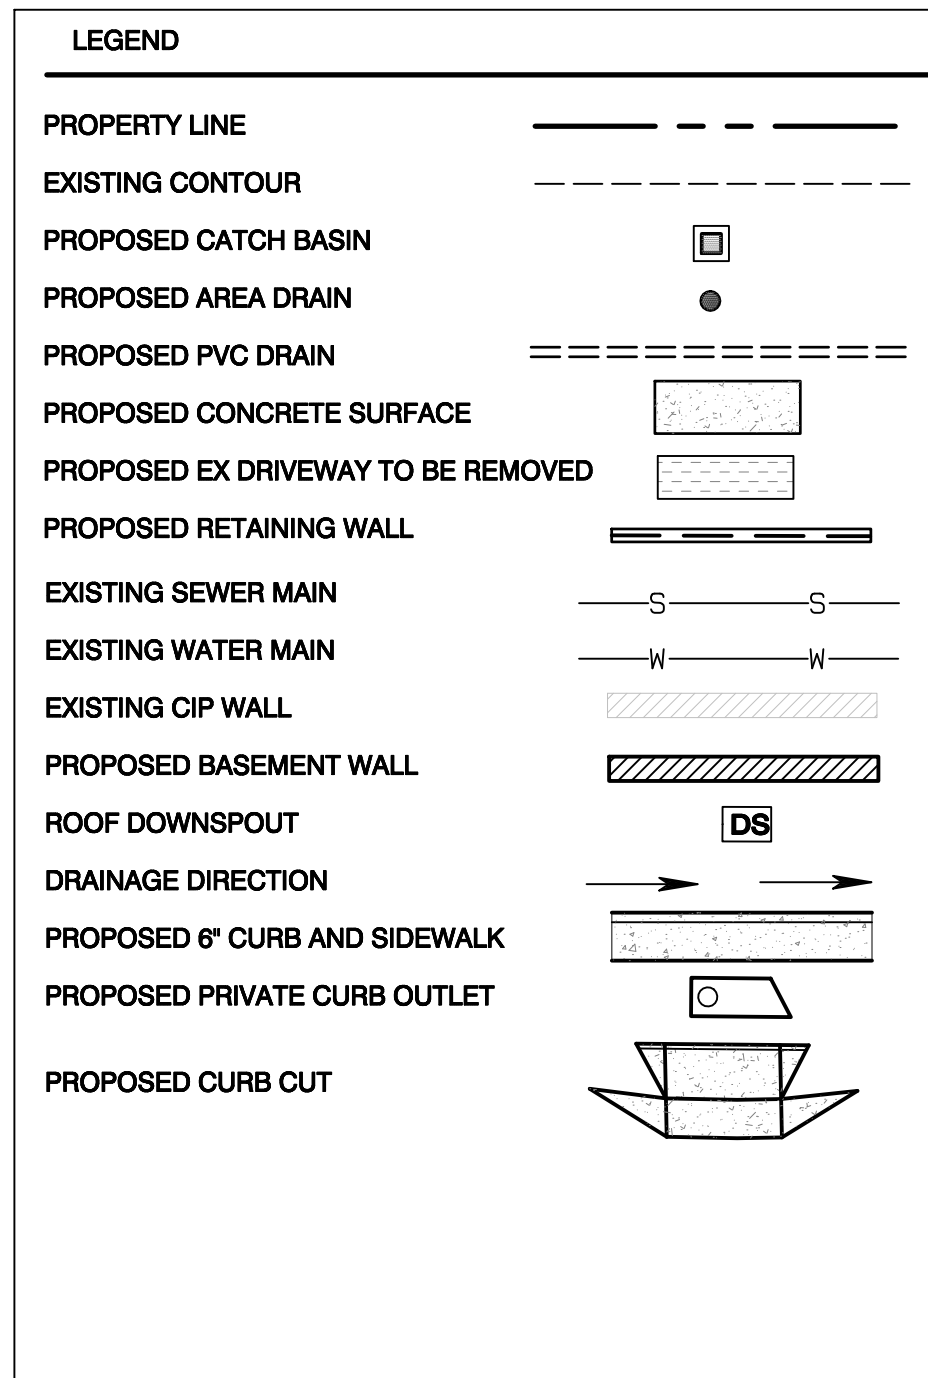 LEGEND
PROPERTY LINE
EXISTING CONTOUR
PROPOSED CATCH BASIN
PROPOSED AREA DRAIN
PROPOSED PVC DRAIN
PROPOSED CONCRETE SURFACE
PROPOSED EX DRIVEWAY TO BE REMOVED
PROPOSED RETAINING WALL
EXISTING SEWER MAIN S S
EXISTING WATER MAIN W W
EXISTING CIP WALL
PROPOSED BASEMENT WALL
ROOF DOWNSPOUT DS
DRAINAGE DIRECTION
PROPOSED 6" CURB AND SIDEWALK
PROPOSED PRIVATE CURB OUTLET
PROPOSED CURB CUT